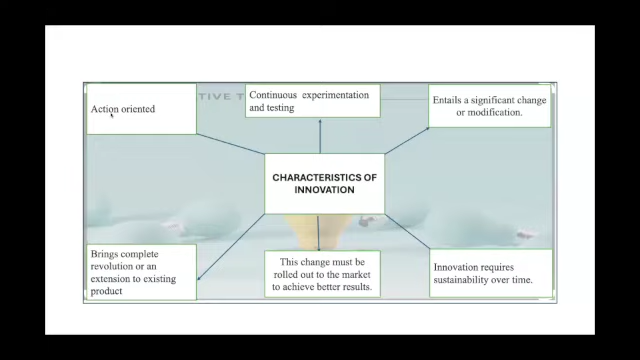 Action oriented
TIVE T
Continuous experimentation
and testing
Entails a significant change
or modification.
CHARACTERISTICS OF
INNOVATION
Brings complete
revolution or an
extension to existing
product
This change must be
rolled out to the market
to achieve better results.
Innovation requires
sustainability over time.